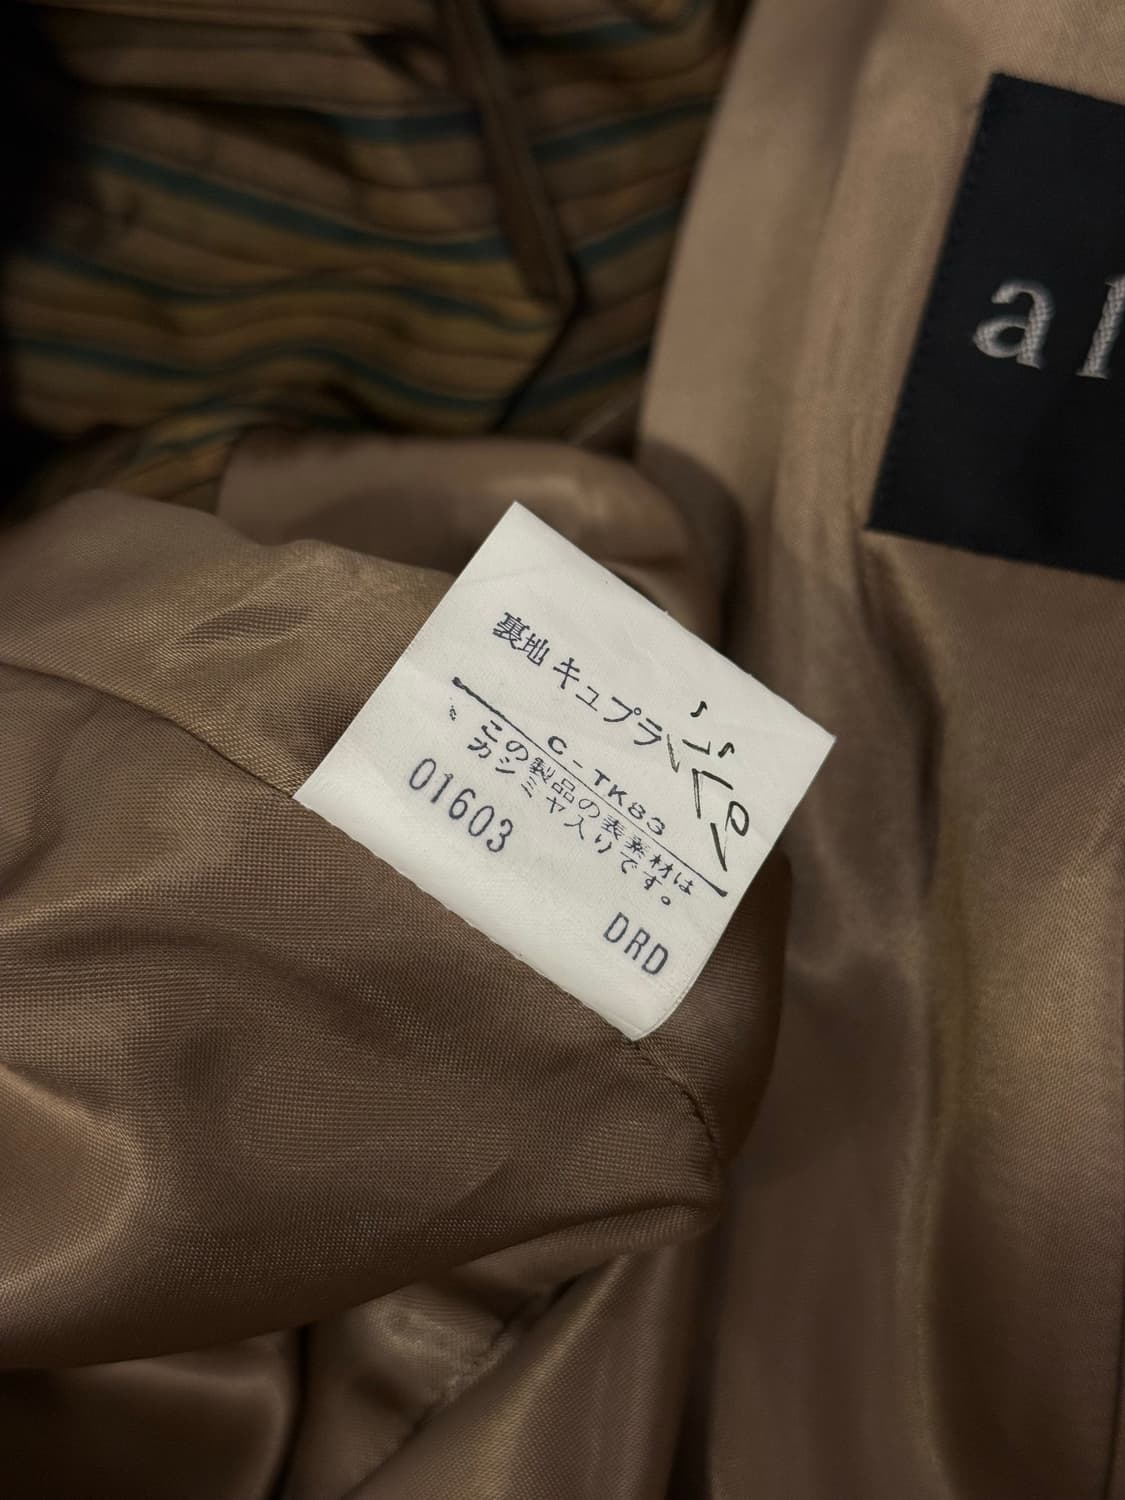 al
裏地 キュプラ
C-TK83
この製品の表素材は
カシミヤ入りです。
01603
DRD